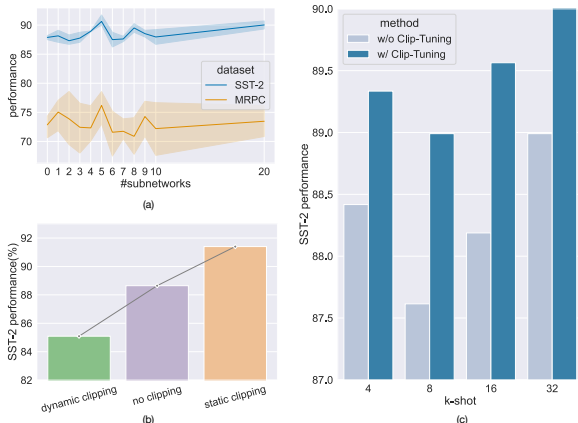 performance
90
85
80
75
70
dataset
SST-2
MRPC
0 1 2 3 4 5 6 7 8 9 10 20
#subnetworks
(a)
SST-2 performance(%)
92
90
88
86
84
82
dynamic clipping
no clipping
static clipping
(b)
SST-2 performance
90.0
89.5
89.0
88.5
88.0
87.5
87.0
method
w/o Clip-Tuning
w/ Clip-Tuning
4 8 16 32
k-shot
(c)